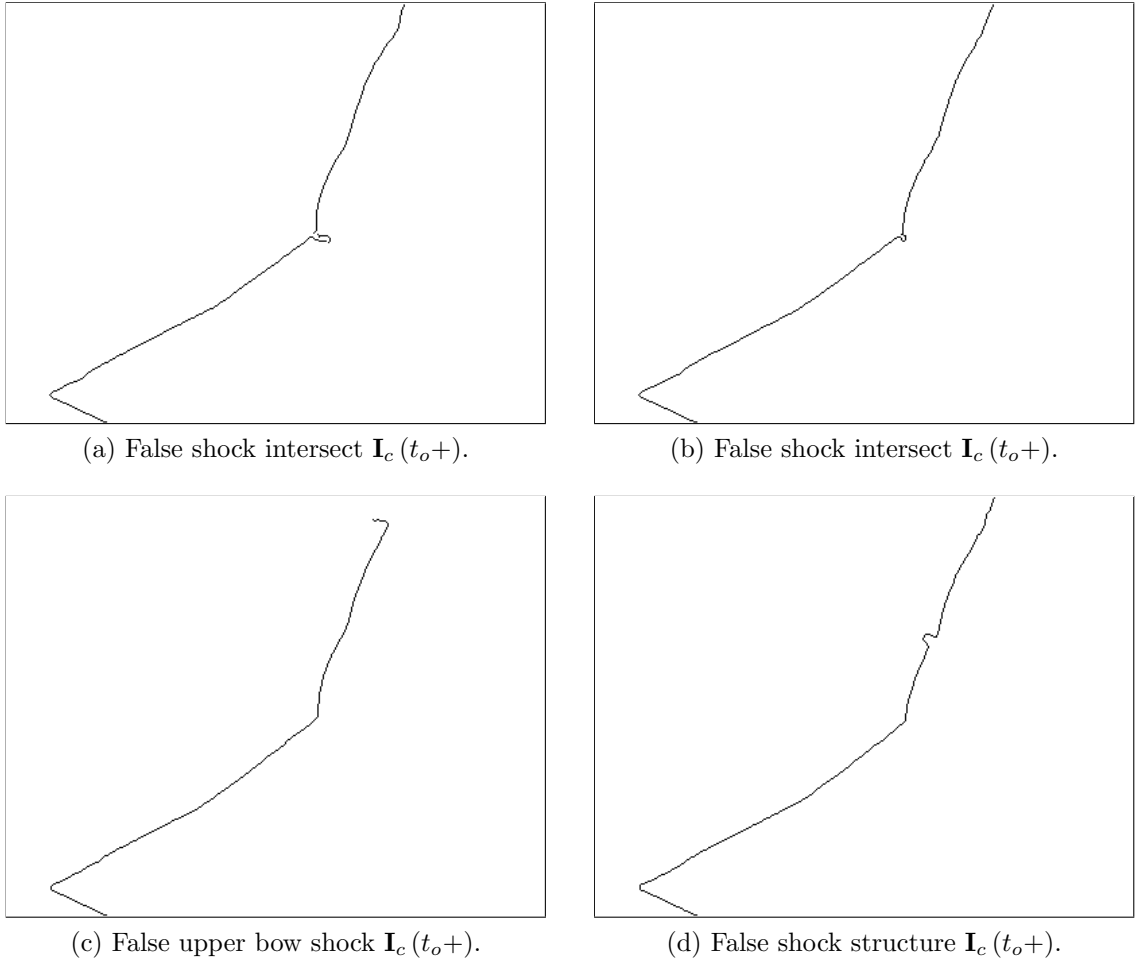 (a) False shock intersect I_c (t_o+).
(b) False shock intersect I_c (t_o+).
(c) False upper bow shock I_c (t_o+).
(d) False shock structure I_c (t_o+).